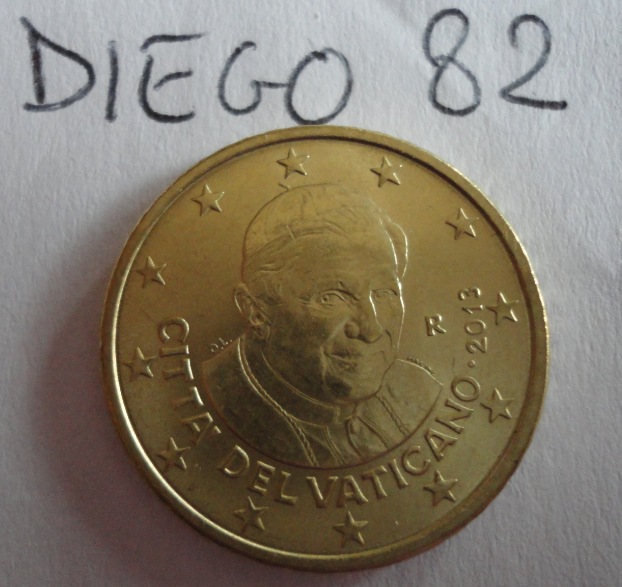 DIEGO 82
CITTA' DEL VATICANO · 2013
R